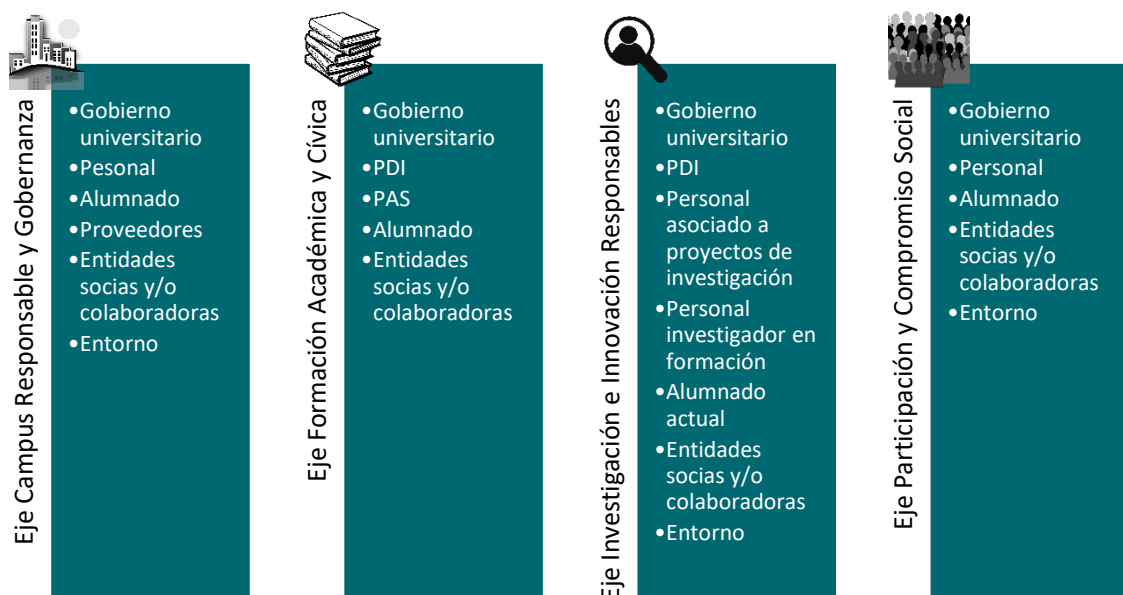 Eje Campus Responsable y Gobernanza
•Gobierno
universitario
•Pesonal
•Alumnado
•Proveedores
•Entidades
socias y/o
colaboradoras
•Entorno
Eje Formación Académica y Cívica
•Gobierno
universitario
•PDI
•PAS
•Alumnado
•Entidades
socias y/o
colaboradoras
Eje Investigación e Innovación Responsables
•Gobierno
universitario
•PDI
•Personal
asociado a
proyectos de
investigación
•Personal
investigador en
formación
•Alumnado
actual
•Entidades
socias y/o
colaboradoras
•Entorno
Eje Participación y Compromiso Social
•Gobierno
universitario
•Personal
•Alumnado
•Entidades
socias y/o
colaboradoras
•Entorno